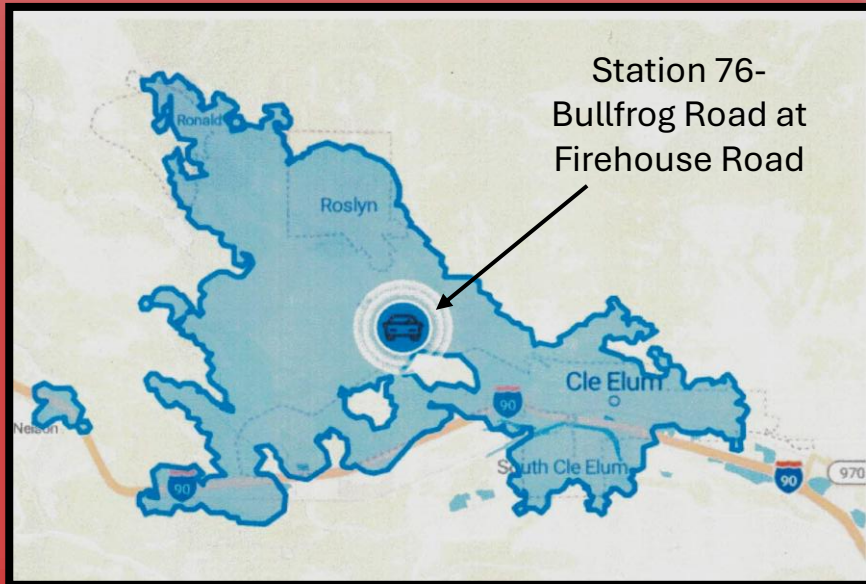 Station 76-
Bullfrog Road at
Firehouse Road
Ronald
Roslyn
Cle Elum
90
Nelson
South Cle Elum
90
90
970